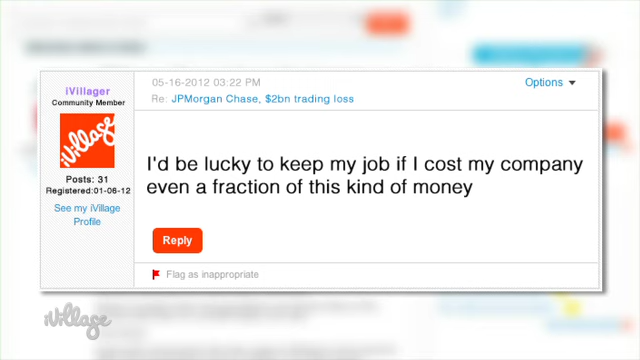 iVillager
Community Member
iVillage
Posts: 31
Registered:01-06-12
See my iVillage
Profile
05-16-2012 03:22 PM
Options
Re: JPMorgan Chase, $2bn trading loss
I'd be lucky to keep my job if I cost my company
even a fraction of this kind of money
Reply
Flag as inappropriate
iVillage